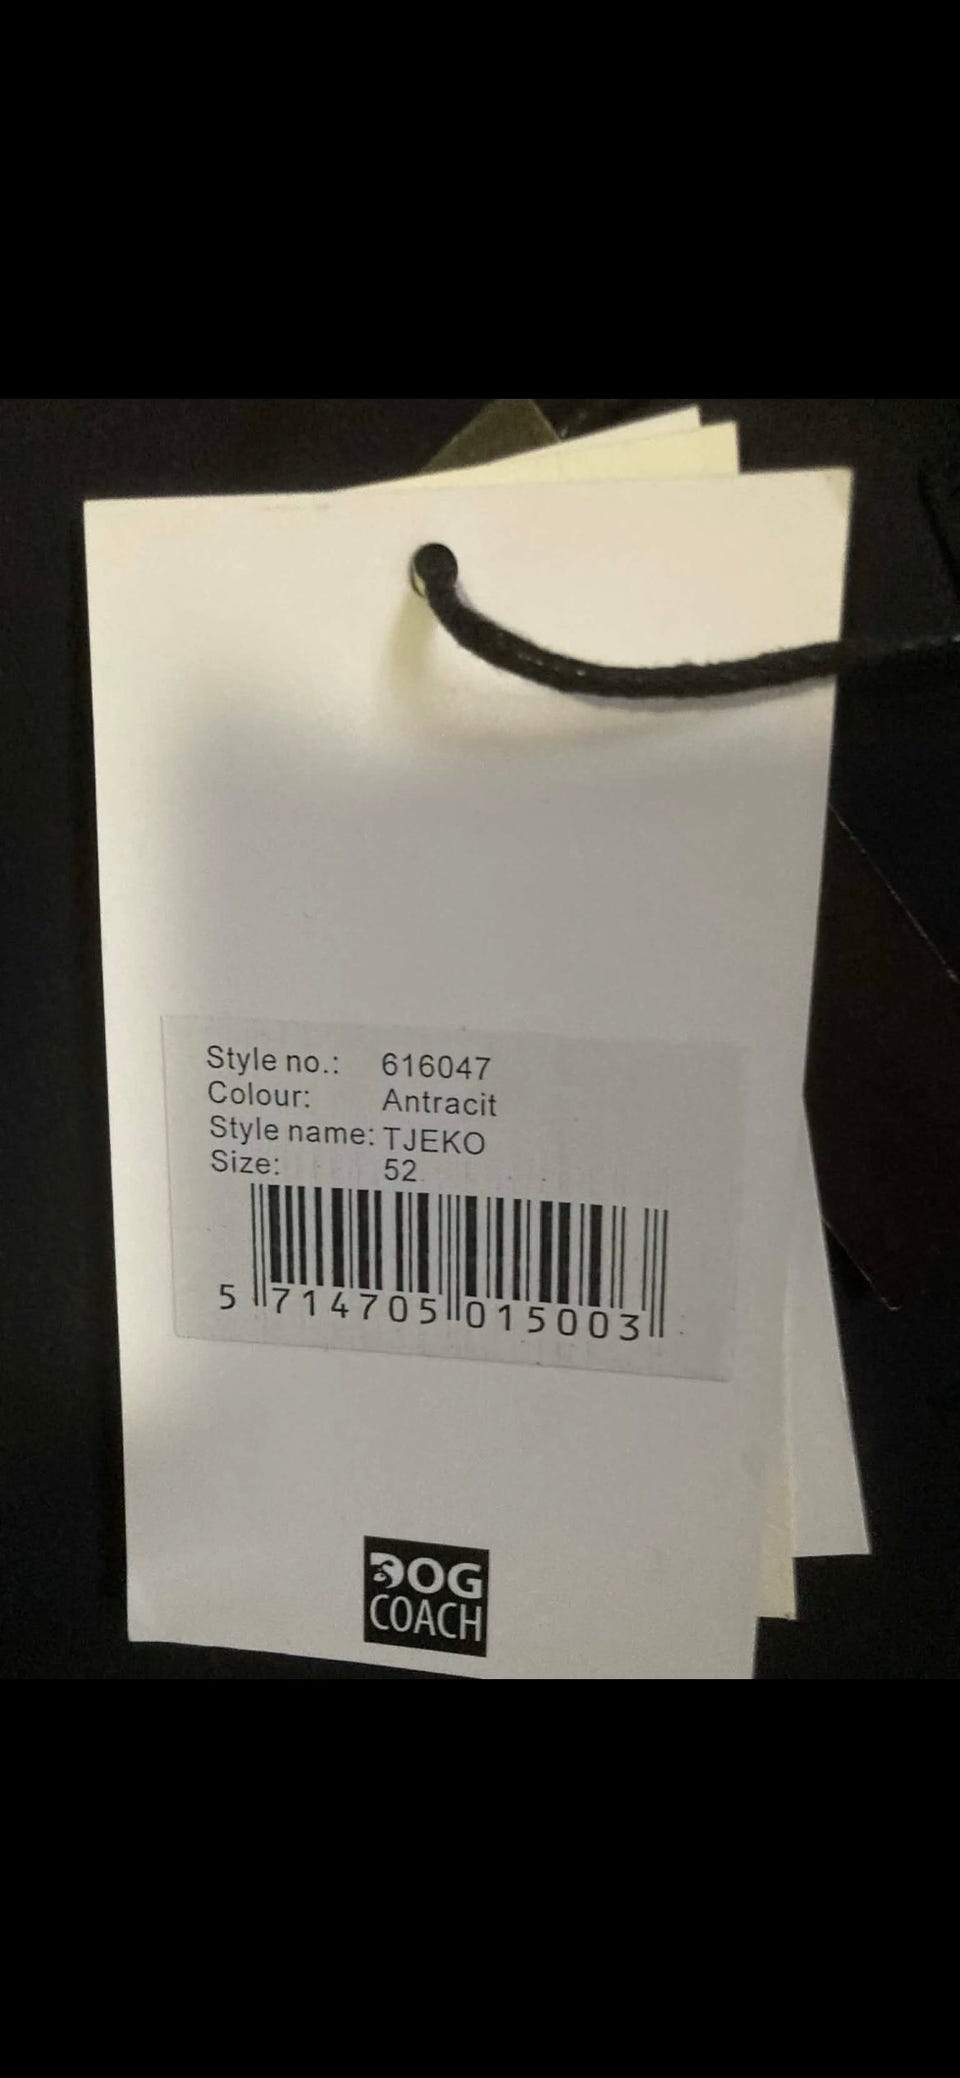 Style no.: 616047
Colour: Antracit
Style name: TJEKO
Size: 52
5 714705 015003
DOG
COACH